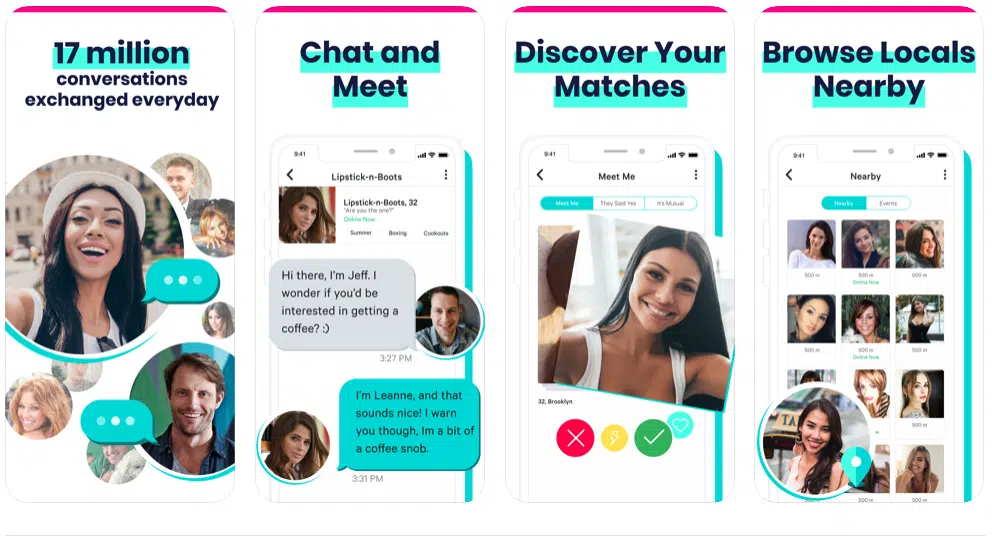 17 million
conversations
exchanged everyday
Chat and
Meet
9:41
Lipstick-n-Boots
Lipstick-n-Boots, 32
"Are you the one?"
Online Now
Summer Boxing Cookouts
Hi there, I'm Jeff. I
wonder if you'd be
interested in getting a
coffee? :)
3:27 PM
I'm Leanne, and that
sounds nice! I warn
you though, Im a bit of
a coffee snob.
3:31 PM
Discover Your
Matches
9:41
Meet Me
Meet Me They Said Yes It's Mutual
32, Brooklyn
Browse Locals
Nearby
9:41
Nearby
Nearby Events
500 m 500 m 500 m
Online Now
500 m 500 m 500 m
Online Now
500 m
TAXI
500 m